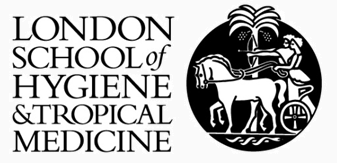 LONDON
SCHOOL of
HYGIENE
& TROPICAL
MEDICINE